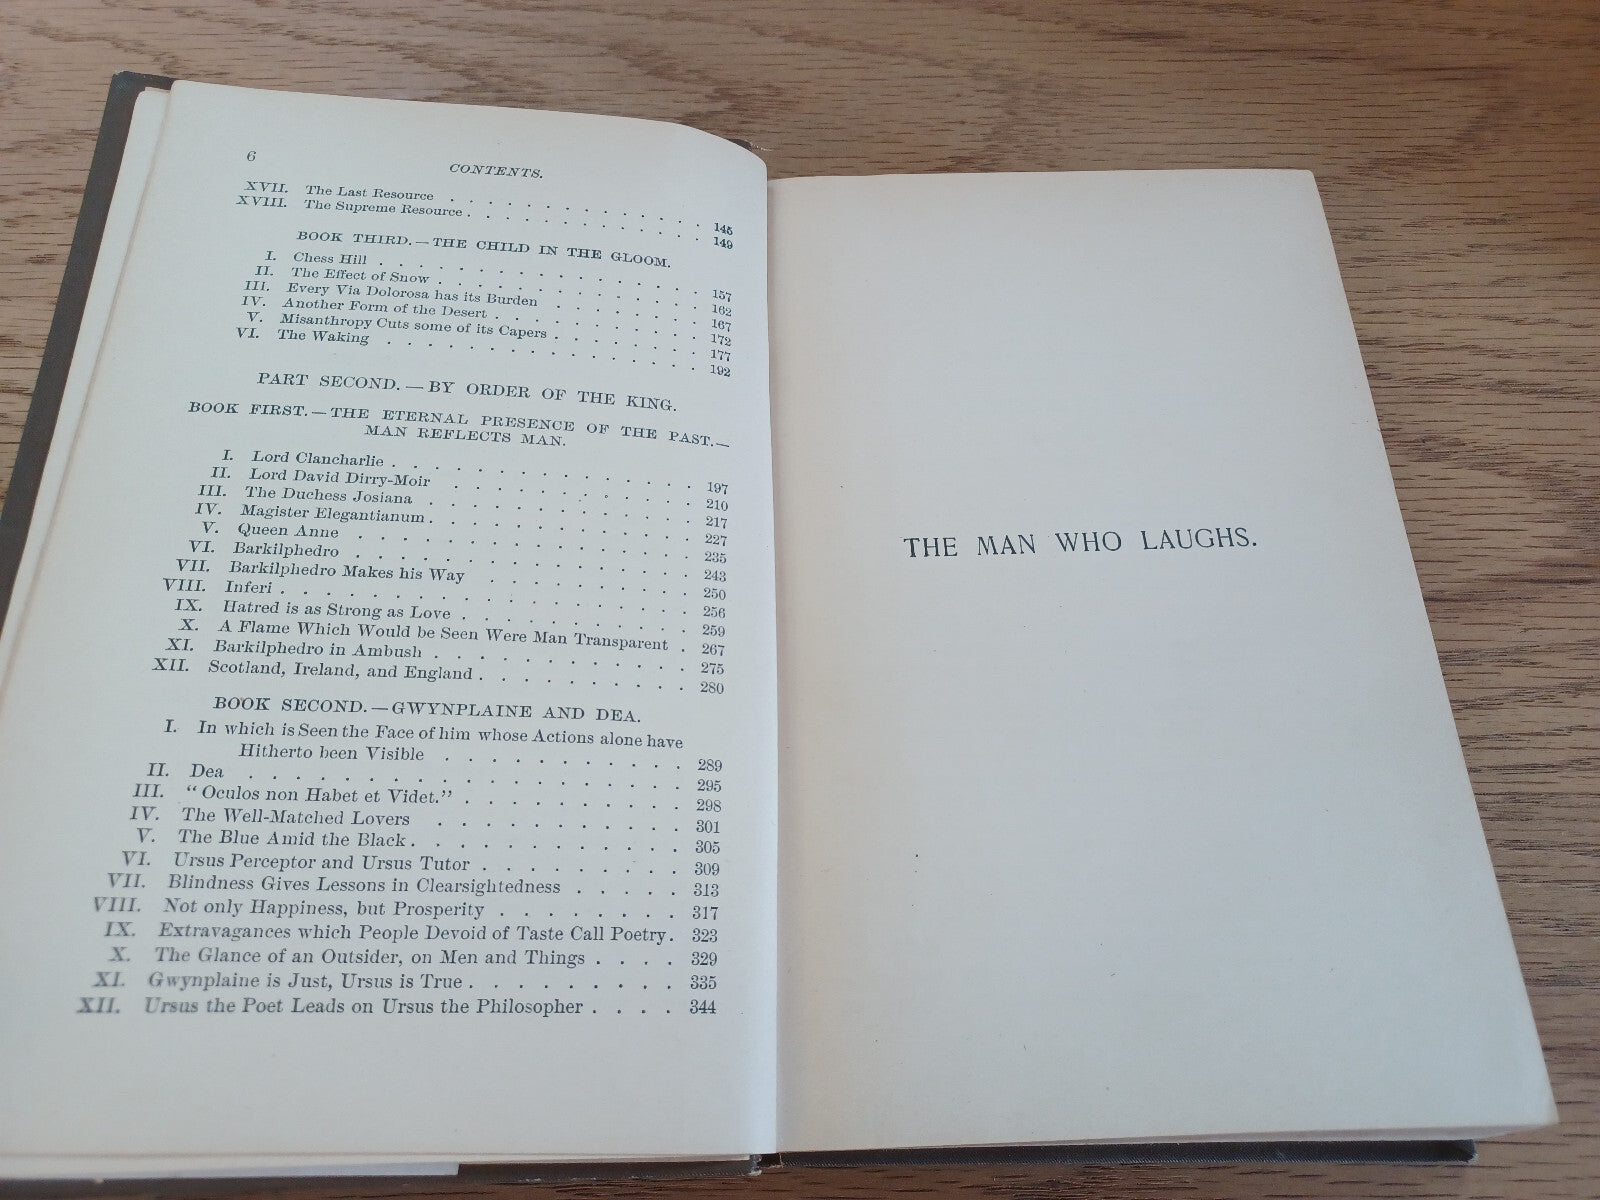 6
CONTENTS.
XVII. The Last Resource . . . . . . . . . . . . 145
XVIII. The Supreme Resource . . . . . . . . . . . 149
BOOK THIRD.—THE CHILD IN THE GLOOM.
I. Chess Hill . . . . . . . . . . . . . 157
II. The Effect of Snow . . . . . . . . . . . 162
III. Every Via Dolorosa has its Burden . . . . . . . 167
IV. Another Form of the Desert . . . . . . . . . 172
V. Misanthropy Cuts some of its Capers . . . . . . . 177
VI. The Waking . . . . . . . . . . . . . 192
PART SECOND.—BY ORDER OF THE KING.
BOOK FIRST.—THE ETERNAL PRESENCE OF THE PAST.—
MAN REFLECTS MAN.
I. Lord Clancharlie . . . . . . . . . . . . 197
II. Lord David Dirry-Moir . . . . . . . . . . 210
III. The Duchess Josiana . . . . . . . . . . . 217
IV. Magister Elegantianum . . . . . . . . . . . 227
V. Queen Anne . . . . . . . . . . . . . 235
VI. Barkilphedro . . . . . . . . . . . . . 243
VII. Barkilphedro Makes his Way . . . . . . . . . 250
VIII. Inferi . . . . . . . . . . . . . . . . 256
IX. Hatred is as Strong as Love . . . . . . . . . 259
X. A Flame Which Would be Seen Were Man Transparent . 267
XI. Barkilphedro in Ambush . . . . . . . . . . . 275
XII. Scotland, Ireland, and England . . . . . . . . . 280
BOOK SECOND.—GWYNPLAINE AND DEA.
I. In which is Seen the Face of him whose Actions alone have
Hitherto been Visible . . . . . . . . . . 289
II. Dea . . . . . . . . . . . . . . . . 295
III. “Oculos non Habet et Videt.” . . . . . . . . . 298
IV. The Well-Matched Lovers . . . . . . . . . . 301
V. The Blue Amid the Black . . . . . . . . . . . 305
VI. Ursus Perceptor and Ursus Tutor . . . . . . . . 309
VII. Blindness Gives Lessons in Clearsightedness . . . . . 313
VIII. Not only Happiness, but Prosperity . . . . . . . . 317
IX. Extravagances which People Devoid of Taste Call Poetry . 323
X. The Glance of an Outsider, on Men and Things . . . . 329
XI. Gwynplaine is Just, Ursus is True . . . . . . . . . 335
XII. Ursus the Poet Leads on Ursus the Philosopher . . . . 344
THE MAN WHO LAUGHS.